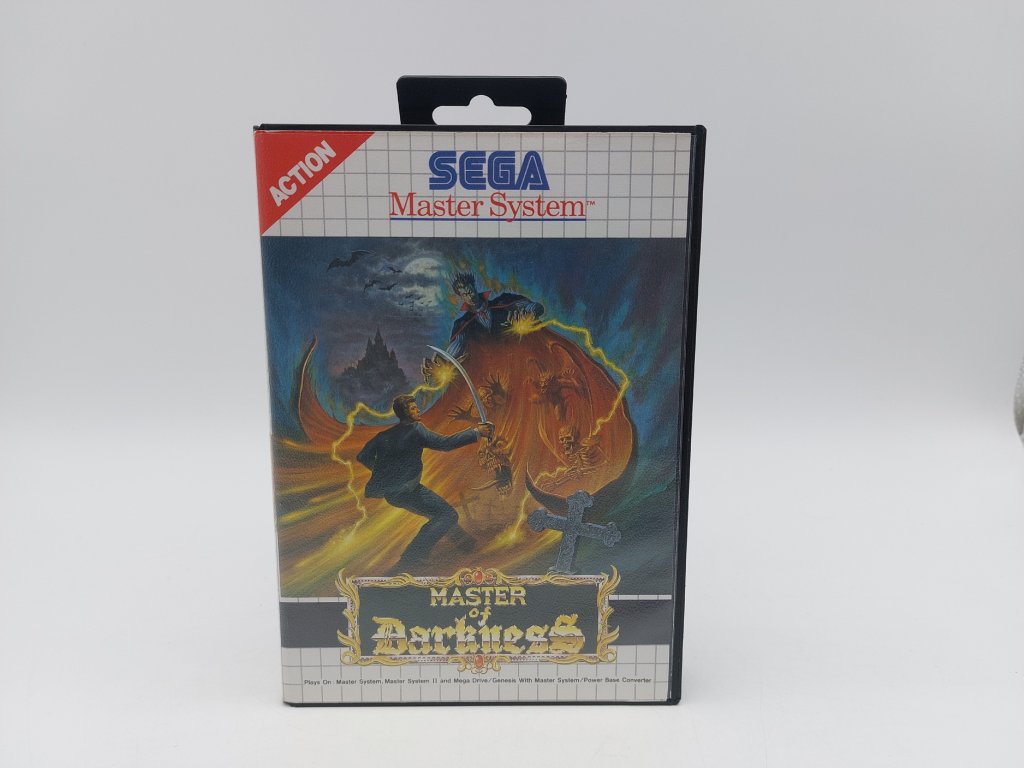 ACTION
SEGA
Master System™
MASTER
of
Darkness
Plays On : Master System, Master System II and Mega Drive/Genesis With Master System/Power Base Converter